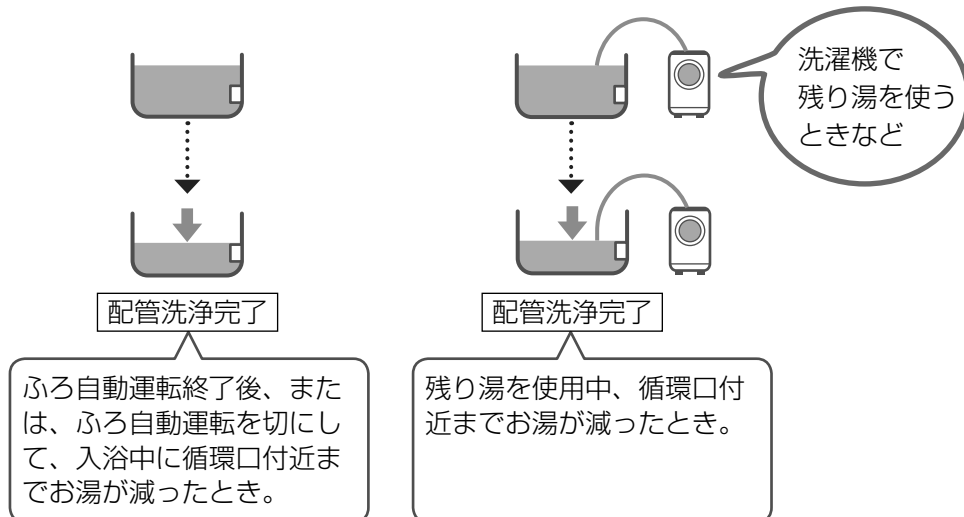 洗濯機で
残り湯を使う
ときなど
配管洗浄完了
ふろ自動運転終了後、また
は、ふろ自動運転を切にし
て、入浴中に循環口付近ま
でお湯が減ったとき。
配管洗浄完了
残り湯を使用中、循環口付
近までお湯が減ったとき。